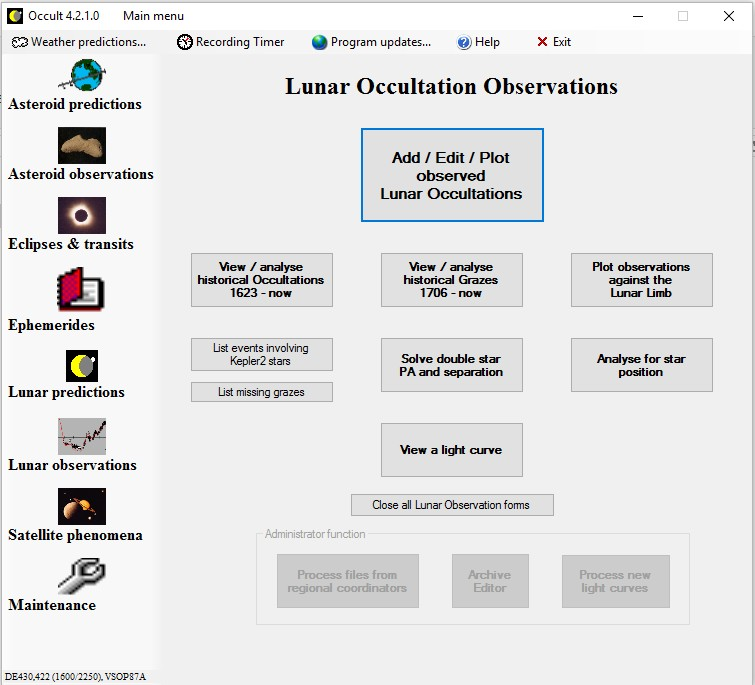 Occult 4.2.1.0 Main menu
Weather predictions... Recording Timer Program updates... Help Exit
Asteroid predictions
Asteroid observations
Eclipses & transits
Ephemerides
Lunar predictions
Lunar observations
Satellite phenomena
Maintenance
Lunar Occultation Observations
Add / Edit / Plot
observed
Lunar Occultations
View / analyse
historical Occultations
1623 - now
View / analyse
historical Grazes
1706 - now
Plot observations
against the
Lunar Limb
List events involving
Kepler2 stars
List missing grazes
Solve double star
PA and separation
Analyse for star
position
View a light curve
Close all Lunar Observation forms
Administrator function
Process files from
regional coordinators
Archive
Editor
Process new
light curves
DE430,422 (1600/2250), VSOP87A